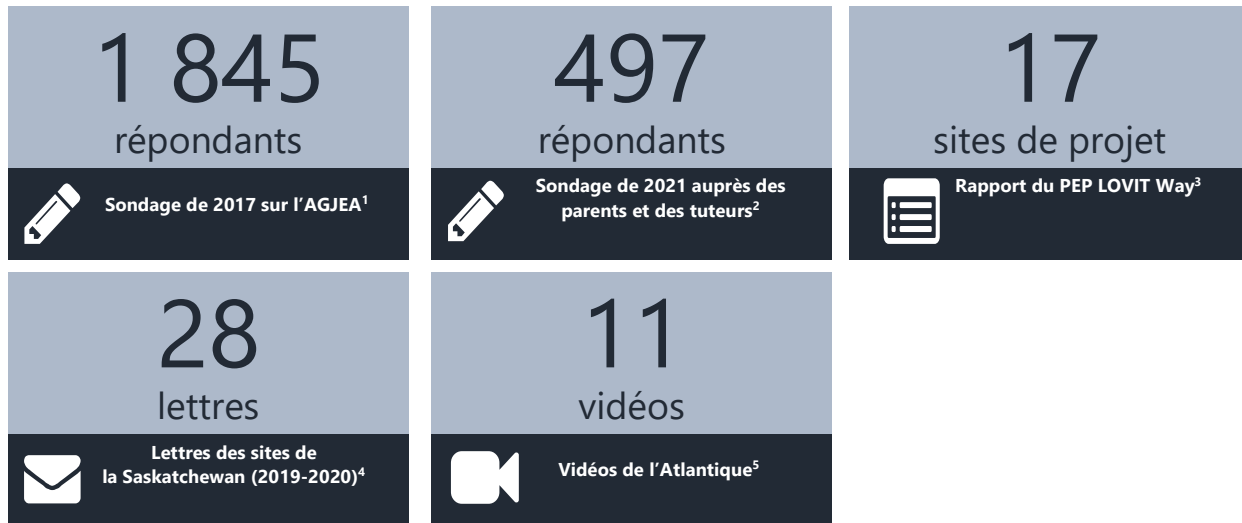 1 845
répondants
Sondage de 2017 sur l’AGJEA¹
497
répondants
Sondage de 2021 auprès des
parents et des tuteurs²
17
sites de projet
Rapport du PEP LOVIT Way³
28
lettres
Lettres des sites de
la Saskatchewan (2019-2020)⁴
11
vidéos
Vidéos de l’Atlantique⁵